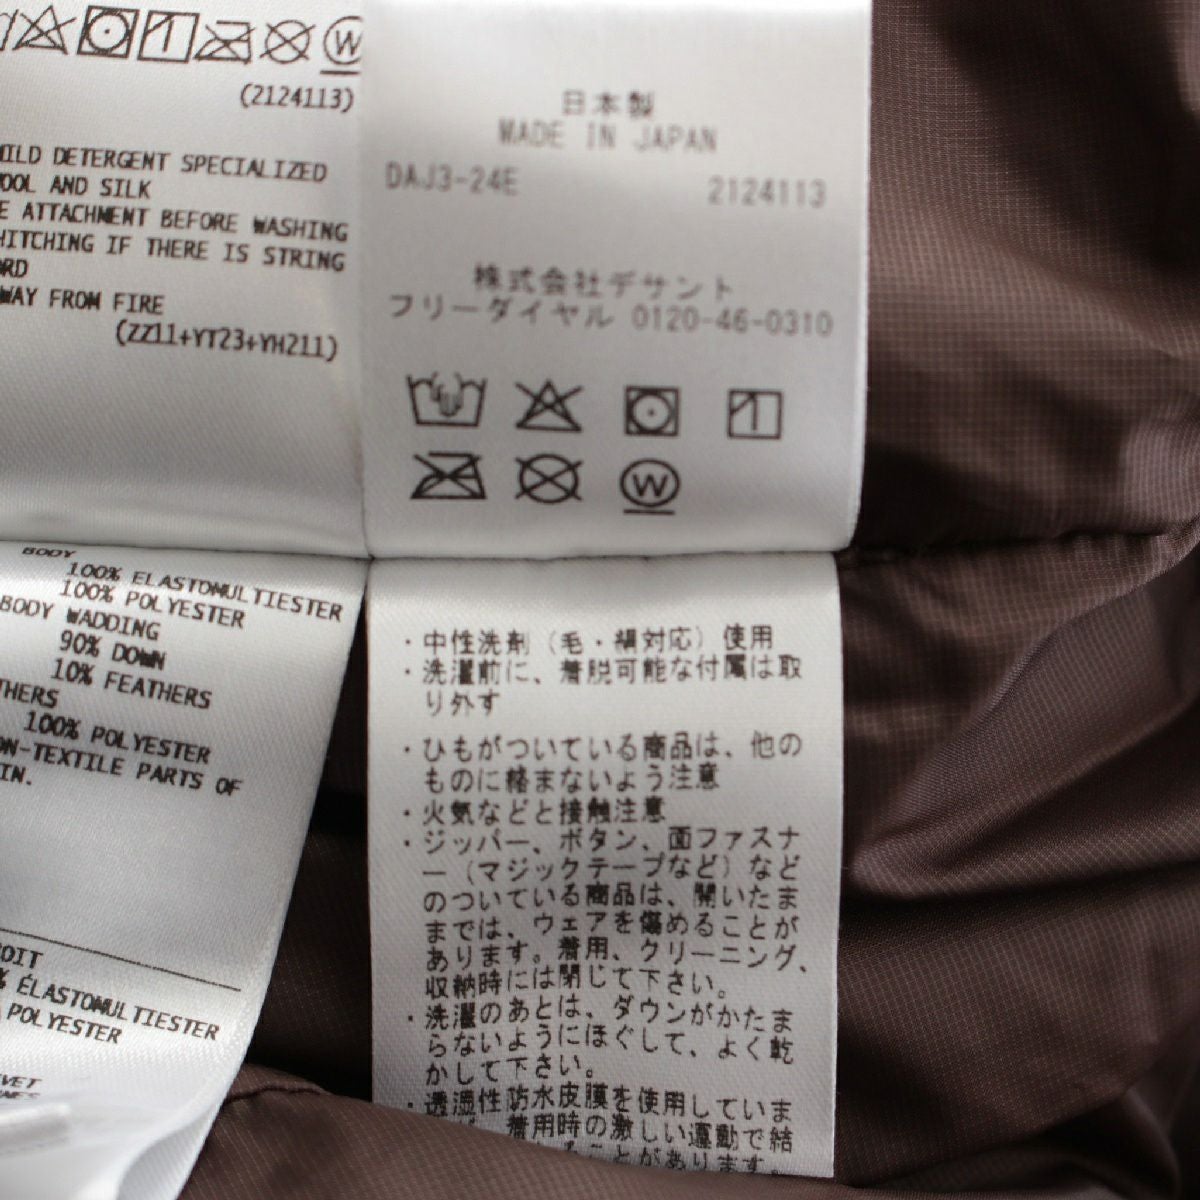 (2124113)
ILD DETERGENT SPECIALIZED
OOL AND SILK
E ATTACHMENT BEFORE WASHING
HITCHING IF THERE IS STRING
ORD
WAY FROM FIRE
(ZZ11+YT23+YH211)
日本製
MADE IN JAPAN
DAJ3-24E 2124113
株式会社デサント
フリーダイヤル 0120-46-0310
BODY
100% ELASTOMULTIESTER
100% POLYESTER
BODY WADDING
90% DOWN
10% FEATHERS
THERS
100% POLYESTER
ON-TEXTILE PARTS OF
IN.
OIT
% ÉLASTOMULTIESTER
POLYESTER
VET
・中性洗剤（毛・絹対応）使用
・洗濯前に、着脱可能な付属は取
り外す
・ひもがついている商品は、他の
ものに絡まないよう注意
・火気などと接触注意
・ジッパー、ボタン、面ファスナ
ー（マジックテープなど）など
のついている商品は、開いたま
までは、ウェアを傷めることが
あります。着用、クリーニング、
収納時には閉じて下さい。
・洗濯のあとは、ダウンがかたま
らないようにほぐして、よく乾
かして下さい。
・透湿性防水皮膜を使用していま
着用時の激しい運動で結
ることがあります。